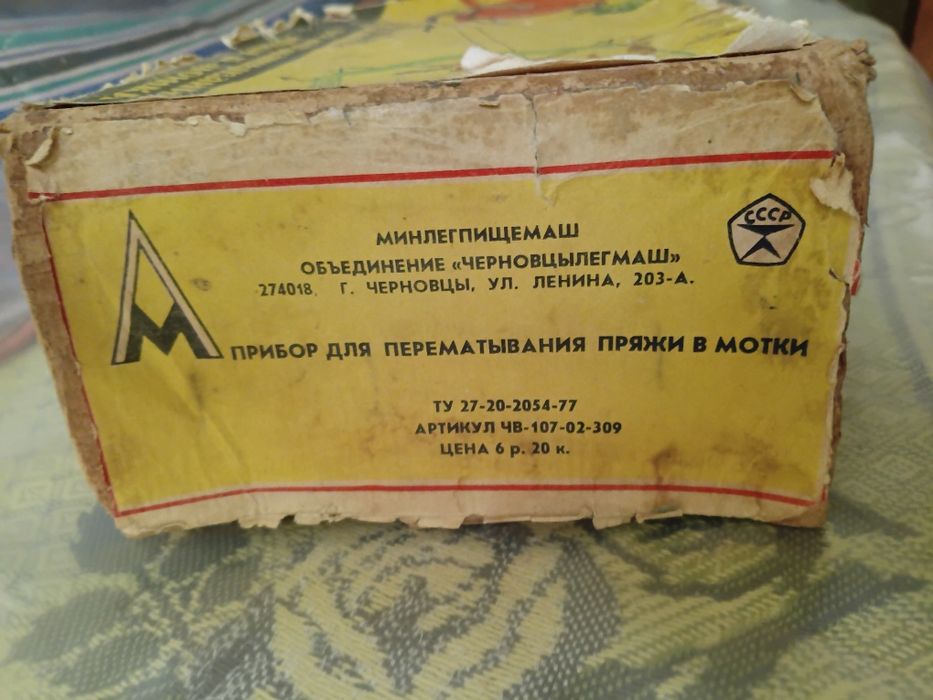 СССР
МИНЛЕГПИЩЕМАШ
ОБЪЕДИНЕНИЕ «ЧЕРНОВЦЫЛЕГМАШ»
274018, Г. ЧЕРНОВЦЫ, УЛ. ЛЕНИНА, 203-А.
ПРИБОР ДЛЯ ПЕРЕМАТЫВАНИЯ ПРЯЖИ В МОТКИ
ТУ 27-20-2054-77
АРТИКУЛ ЧВ-107-02-309
ЦЕНА 6 р. 20 к.